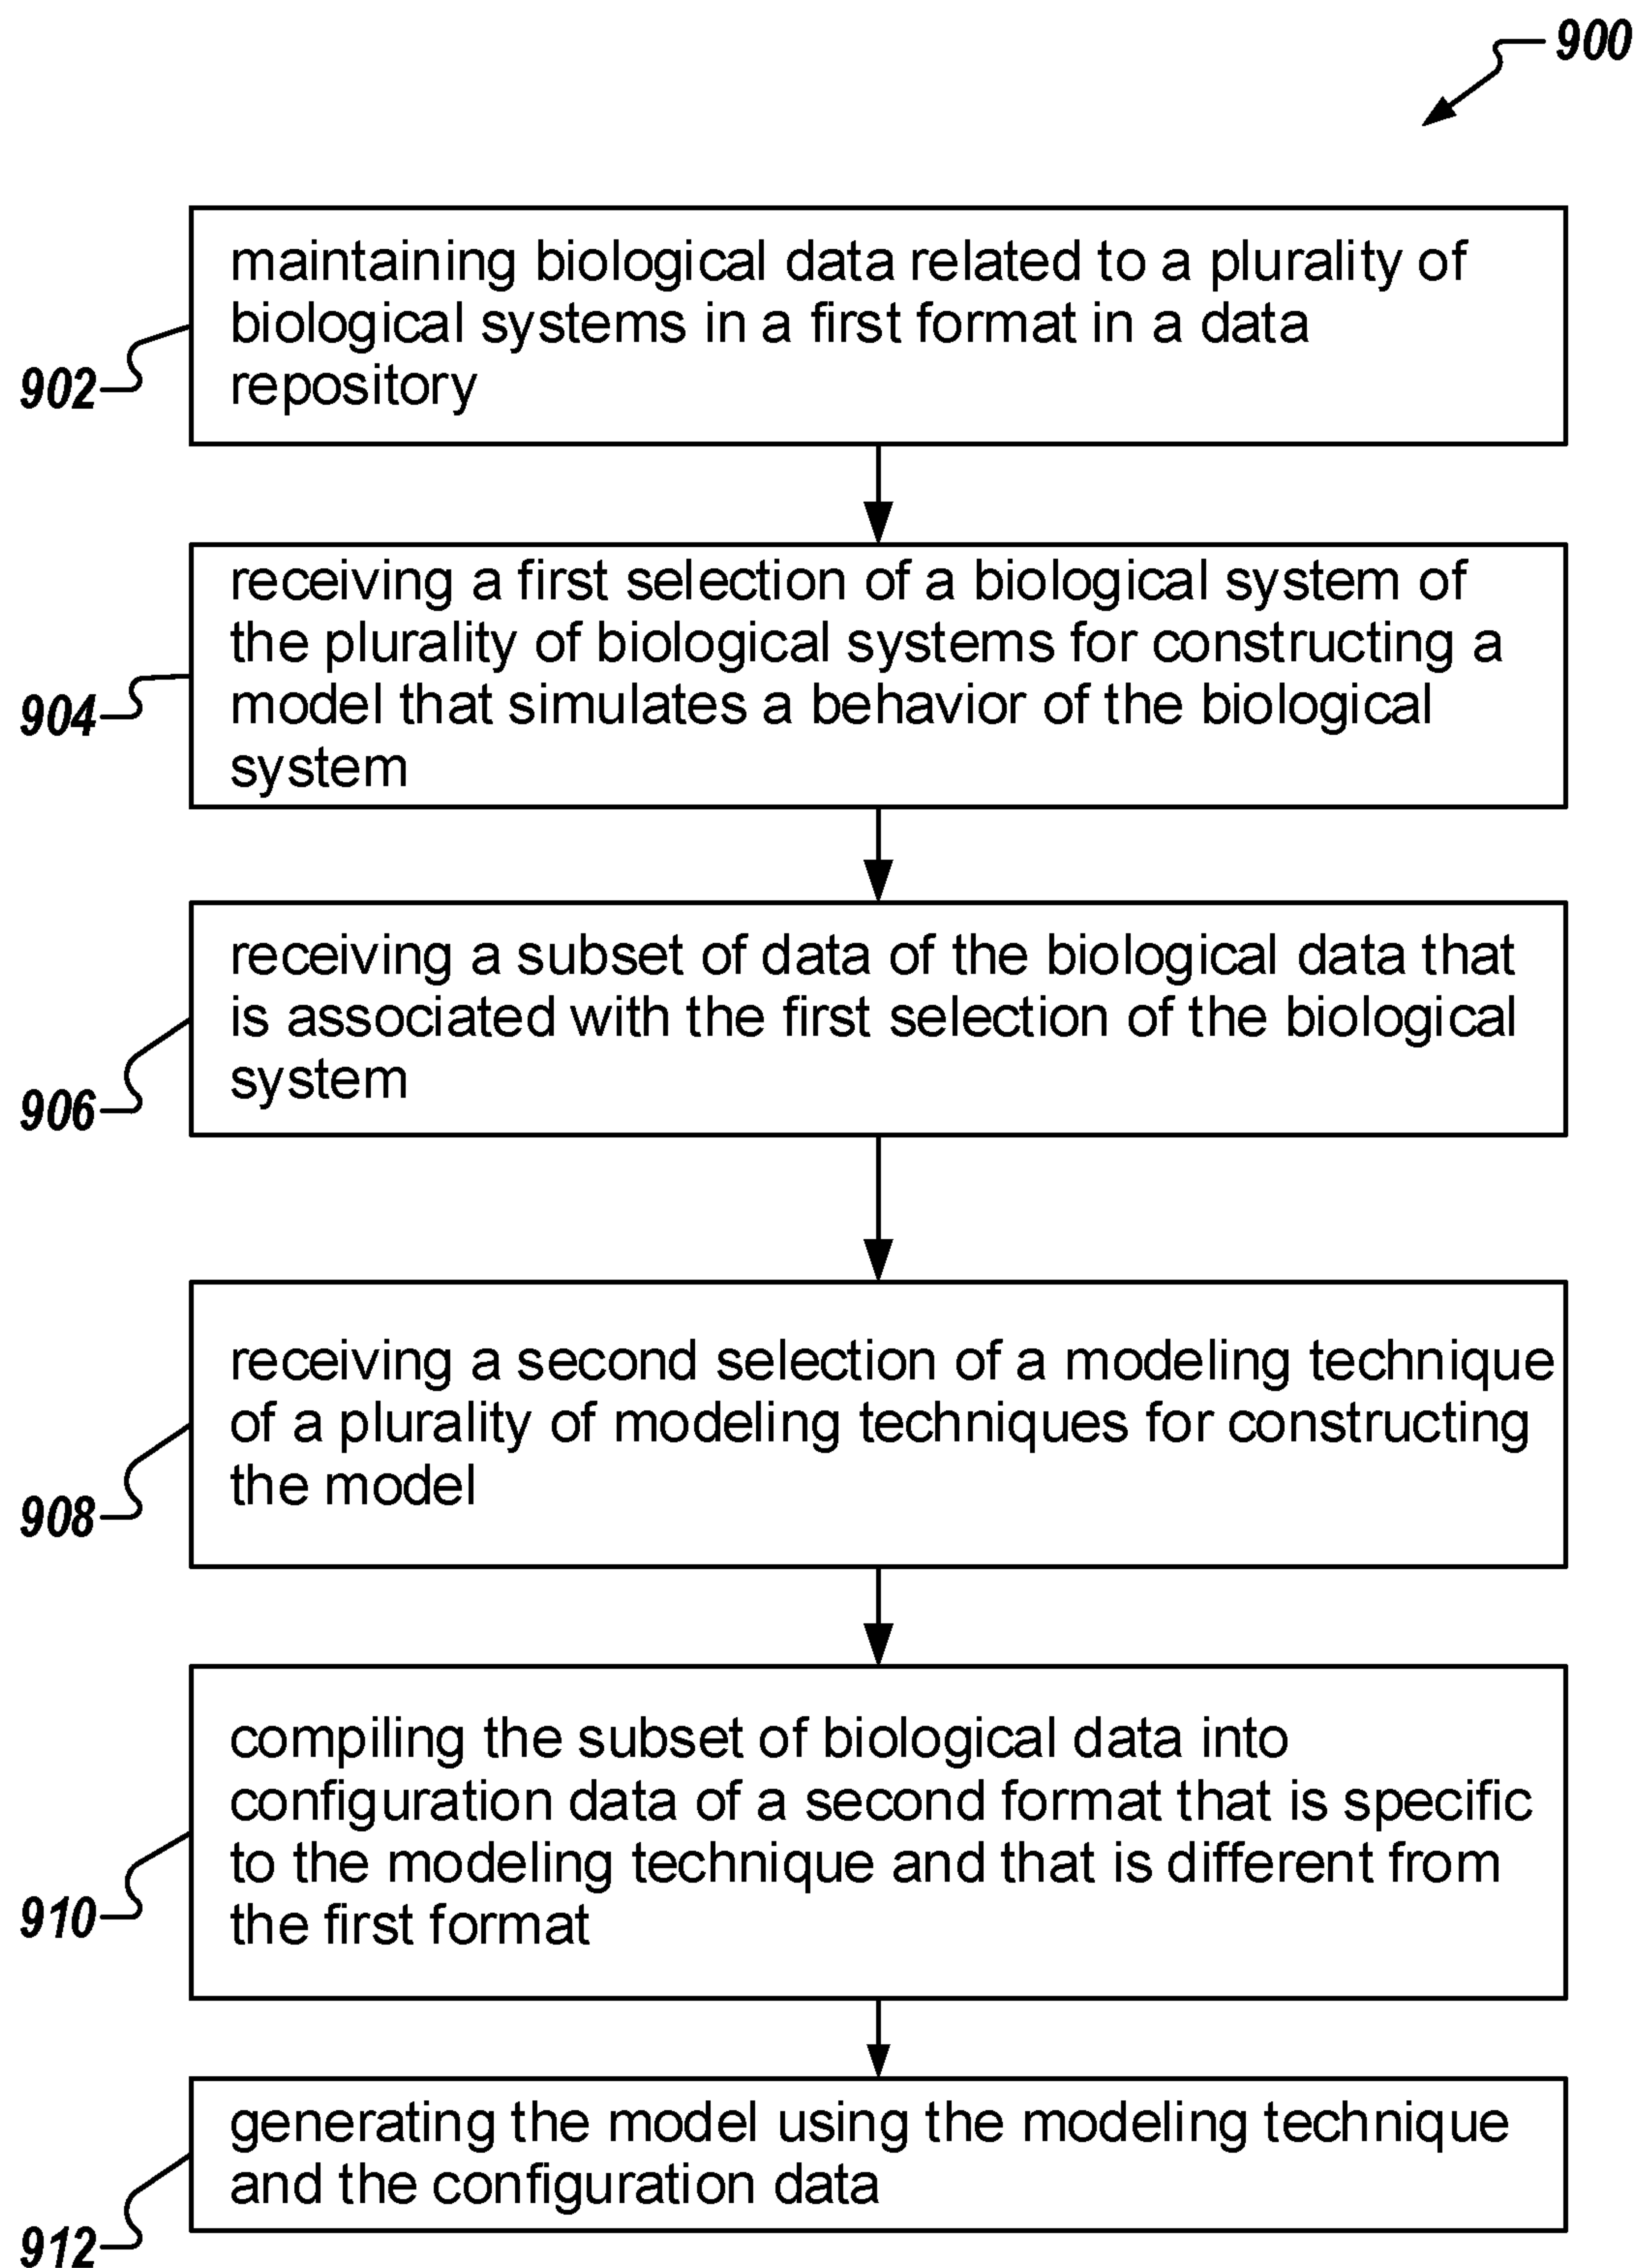 900
maintaining biological data related to a plurality of
biological systems in a first format in a data
repository
902
receiving a first selection of a biological system of
the plurality of biological systems for constructing a
model that simulates a behavior of the biological
system
904
receiving a subset of data of the biological data that
is associated with the first selection of the biological
system
906
receiving a second selection of a modeling technique
of a plurality of modeling techniques for constructing
the model
908
compiling the subset of biological data into
configuration data of a second format that is specific
to the modeling technique and that is different from
the first format
910
generating the model using the modeling technique
and the configuration data
912